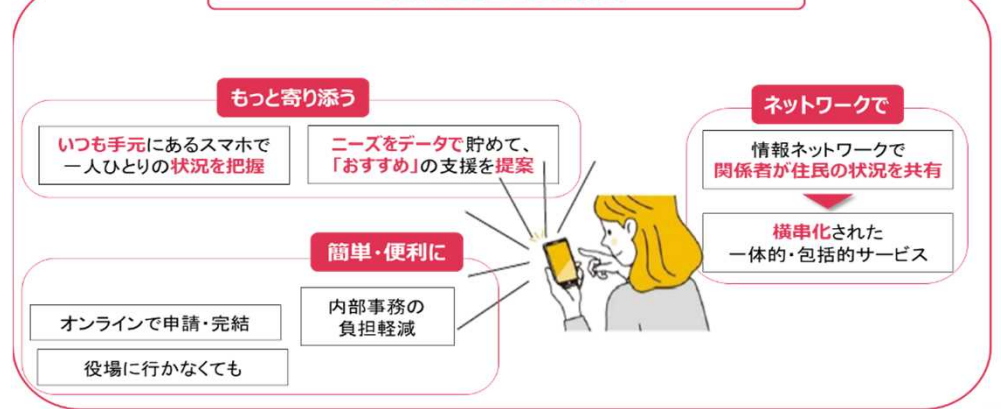 もっと寄り添う
いつも手元にあるスマホで
一人ひとりの状況を把握
ニーズをデータで貯めて、
「おすすめ」の支援を提案
ネットワークで
情報ネットワークで
関係者が住民の状況を共有
横串化された
一体的・包括的サービス
簡単・便利に
オンラインで申請・完結
役場に行かなくても
内部事務の
負担軽減